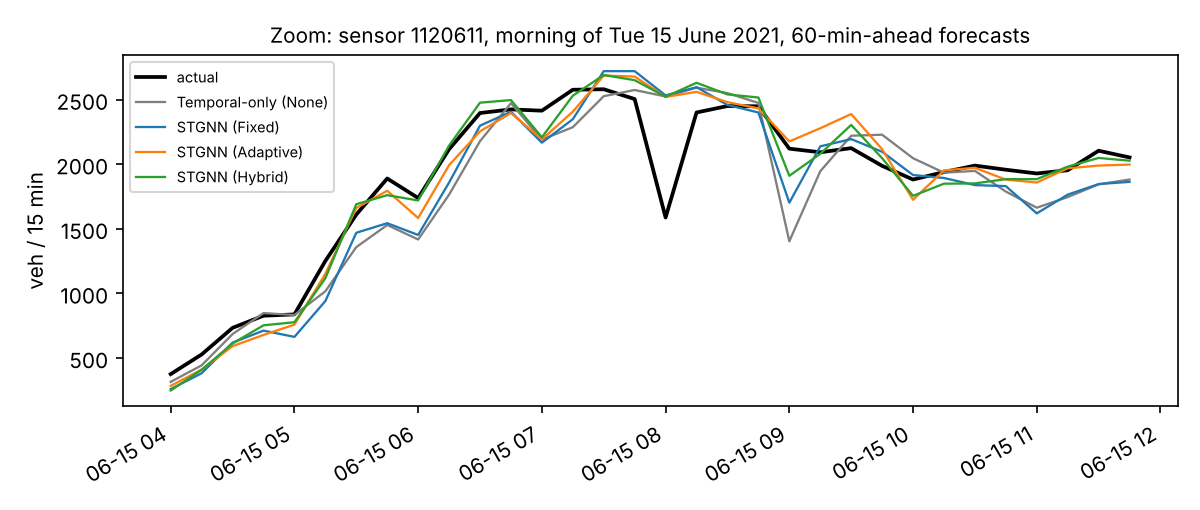 Zoom: sensor 1120611, morning of Tue 15 June 2021, 60-min-ahead forecasts
actual
Temporal-only (None)
STGNN (Fixed)
STGNN (Adaptive)
STGNN (Hybrid)
veh / 15 min
2500
2000
1500
1000
500
06-15 04
06-15 05
06-15 06
06-15 07
06-15 08
06-15 09
06-15 10
06-15 11
06-15 12